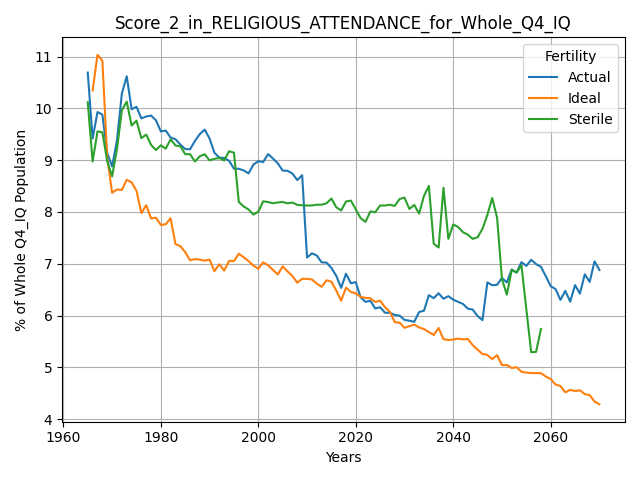 Score_2_in_RELIGIOUS_ATTENDANCE_for_Whole_Q4_IQ
Fertility
Actual
Ideal
Sterile
% of Whole Q4_IQ Population
11
10
9
8
7
6
5
4
1960
1980
2000
2020
2040
2060
Years